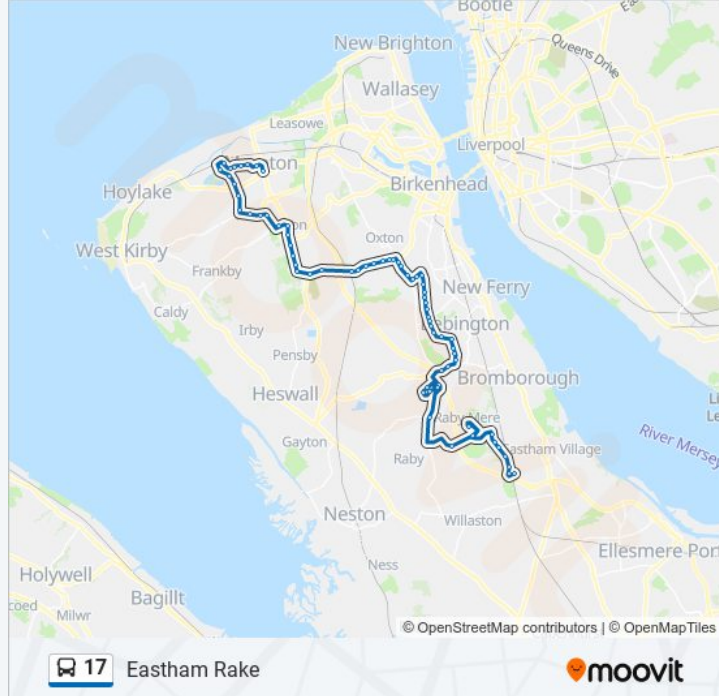 Bootle
New Brighton
Queens Drive
Wallasey
Leasowe
Liverpool
Hoylake
Birkenhead
West Kirby
Oxton
Frankby
New Ferry
Caldy
Irby
Bebington
Pensby
Heswall
Bromborough
Raby Mere
Gayton
Raby
Eastham Village
River Mersey
Neston
Willaston
Ellesmere Port
Ness
Holywell
Bagillt
Milwr
© OpenStreetMap contributors | © OpenMapTiles
17 Eastham Rake
moovit